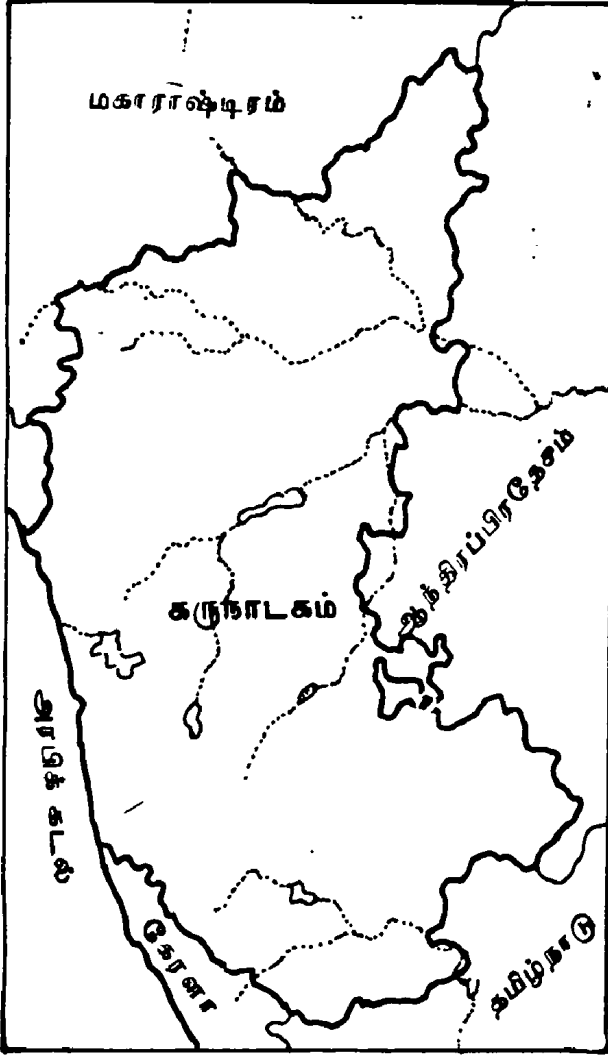 மகாராஷ்டிரம்
ஆந்திரப்பிரதேசம்
கருநாடகம்
அரபிக் கடல்
கேரளா
தமிழ்நாடு